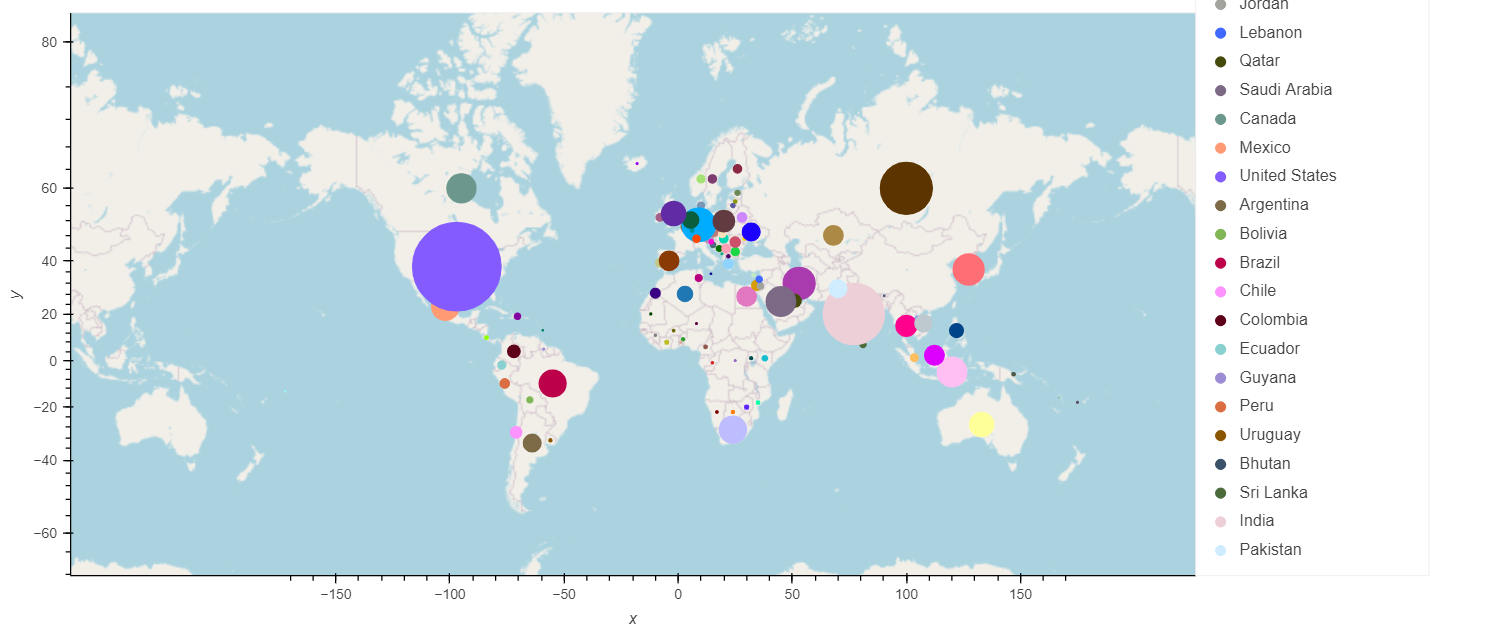 Jordan
Lebanon
Qatar
Saudi Arabia
Canada
Mexico
United States
Argentina
Bolivia
Brazil
Chile
Colombia
Ecuador
Guyana
Peru
Uruguay
Bhutan
Sri Lanka
India
Pakistan
80
60
40
20
0
−20
−40
−60
y
−150
−100
−50
0
50
100
150
x